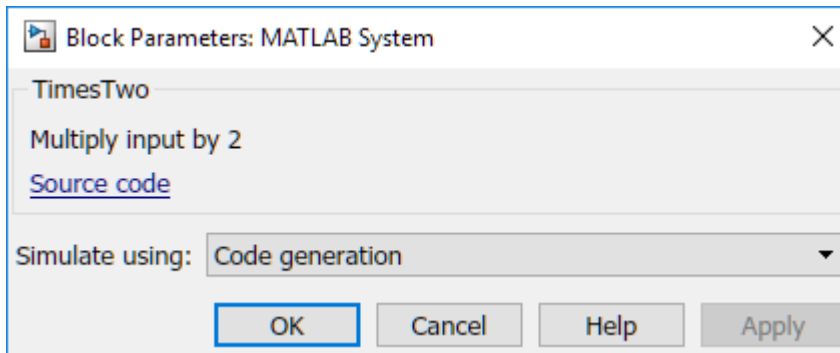 Block Parameters: MATLAB System
TimesTwo
Multiply input by 2
Source code
Simulate using: Code generation
OK Cancel Help Apply